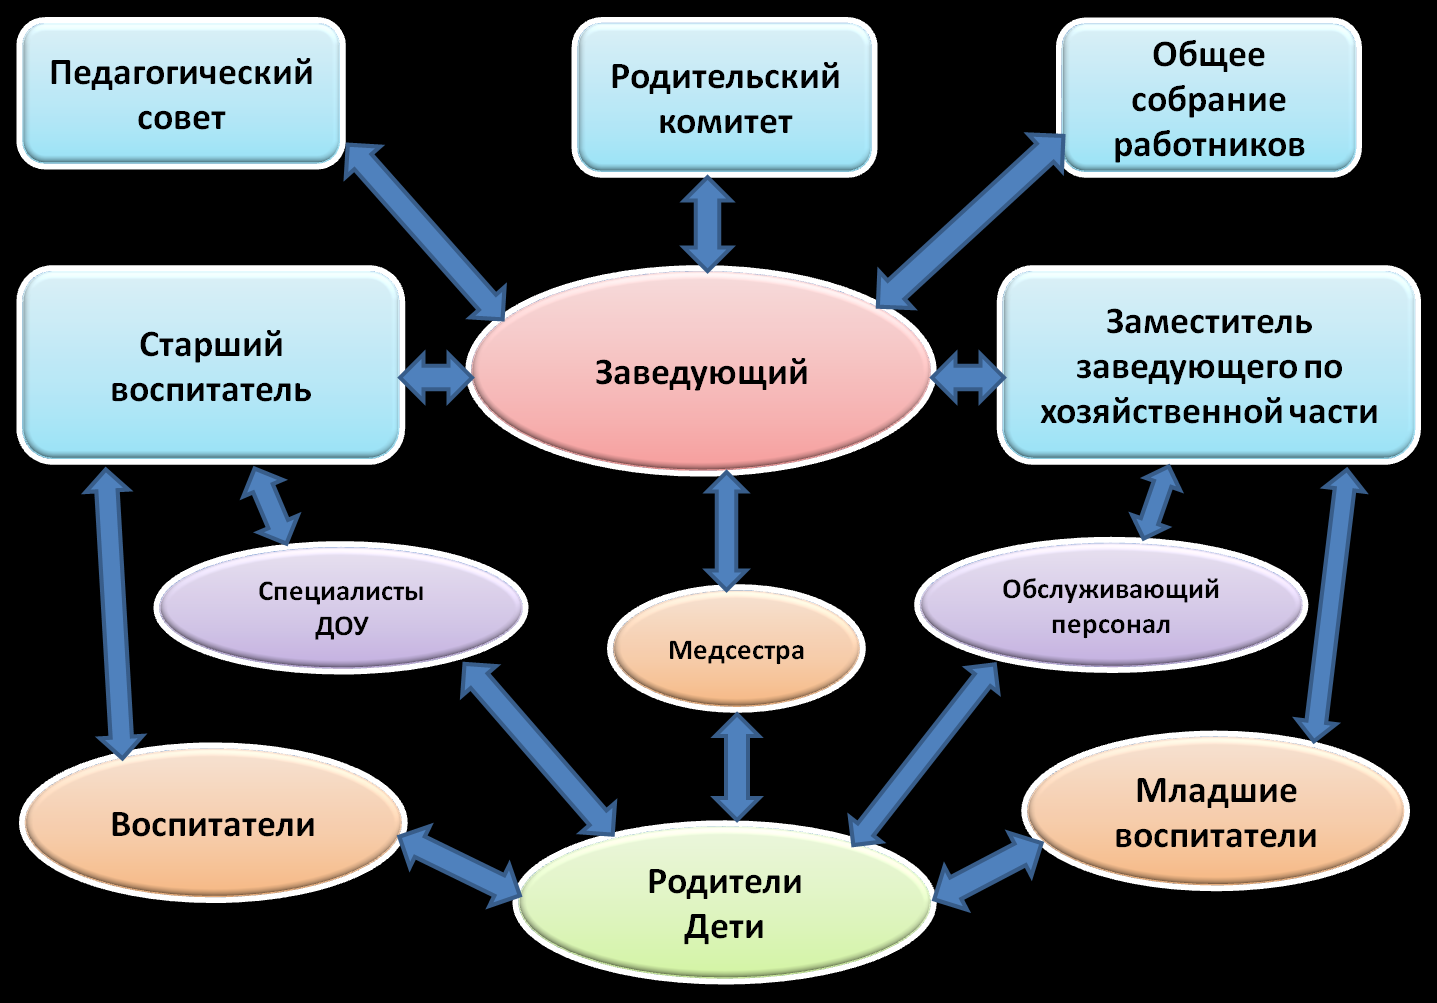 Педагогический
совет
Родительский
комитет
Общее
собрание
работников
Старший
воспитатель
Заведующий
Заместитель
заведующего по
хозяйственной части
Специалисты
ДОУ
Медсестра
Обслуживающий
персонал
Воспитатели
Родители
Дети
Младшие
воспитатели